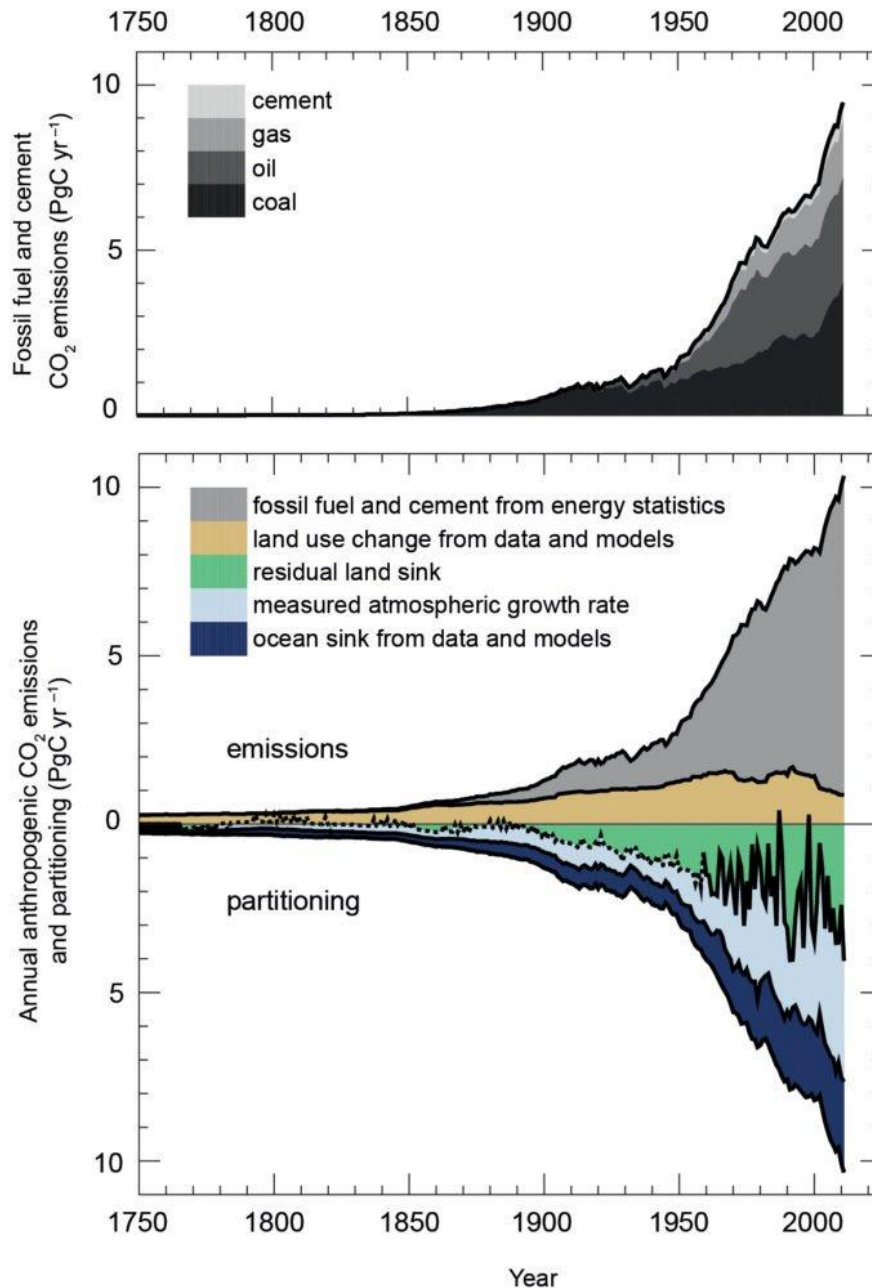 1750 1800 1850 1900 1950 2000
Fossil fuel and cement
CO₂ emissions (PgC yr⁻¹)
10
5
0
cement
gas
oil
coal
Annual anthropogenic CO₂ emissions
and partitioning (PgC yr⁻¹)
10
5
0
5
10
fossil fuel and cement from energy statistics
land use change from data and models
residual land sink
measured atmospheric growth rate
ocean sink from data and models
emissions
partitioning
1750 1800 1850 1900 1950 2000
Year